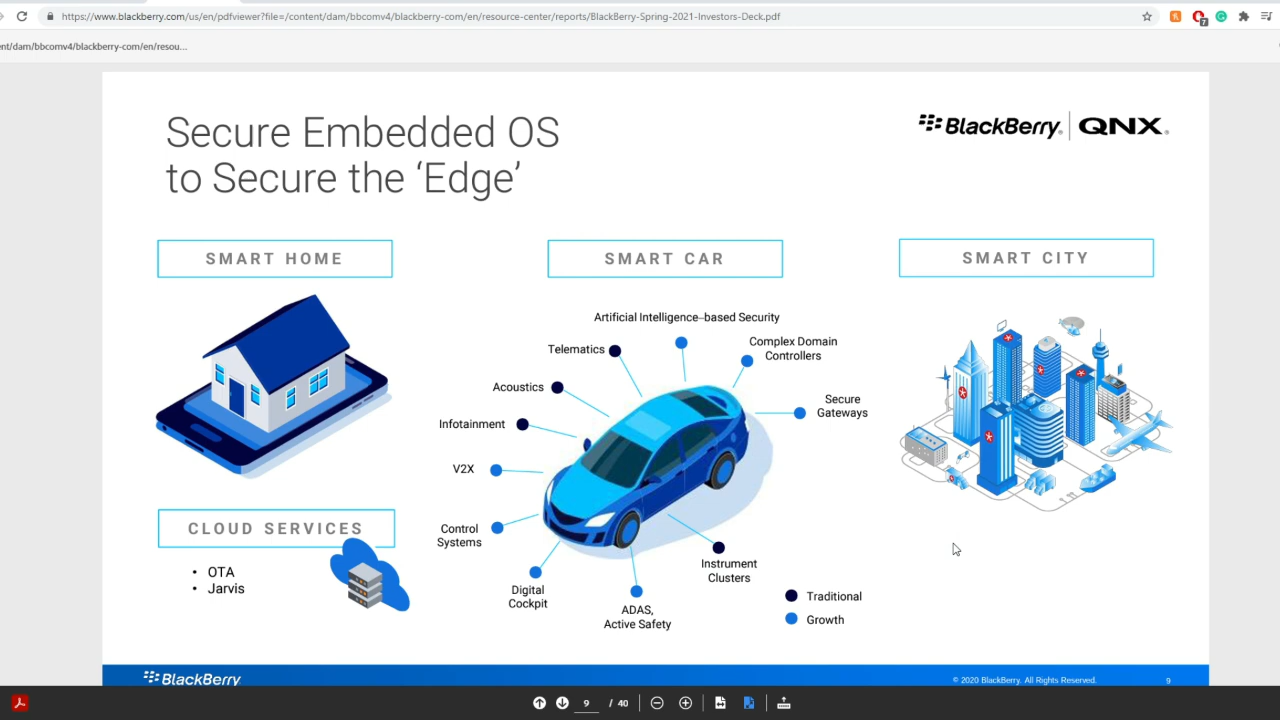 https://www.blackberry.com/us/en/pdfviewer?file=/content/dam/bbcomv4/blackberry-com/en/resource-center/reports/BlackBerry-Spring-2021-Investors-Deck.pdf
7
nt/dam/bbcomv4/blackberry-com/en/resou...
Secure Embedded OS
to Secure the ‘Edge’
BlackBerry® QNX®
SMART HOME
SMART CAR
SMART CITY
Artificial Intelligence–based Security
Telematics
Complex Domain
Controllers
Acoustics
Secure
Gateways
Infotainment
V2X
Control
Systems
Digital
Cockpit
ADAS,
Active Safety
Instrument
Clusters
CLOUD SERVICES
• OTA
• Jarvis
Traditional
Growth
BlackBerry
© 2020 BlackBerry. All Rights Reserved.
9
9 / 40